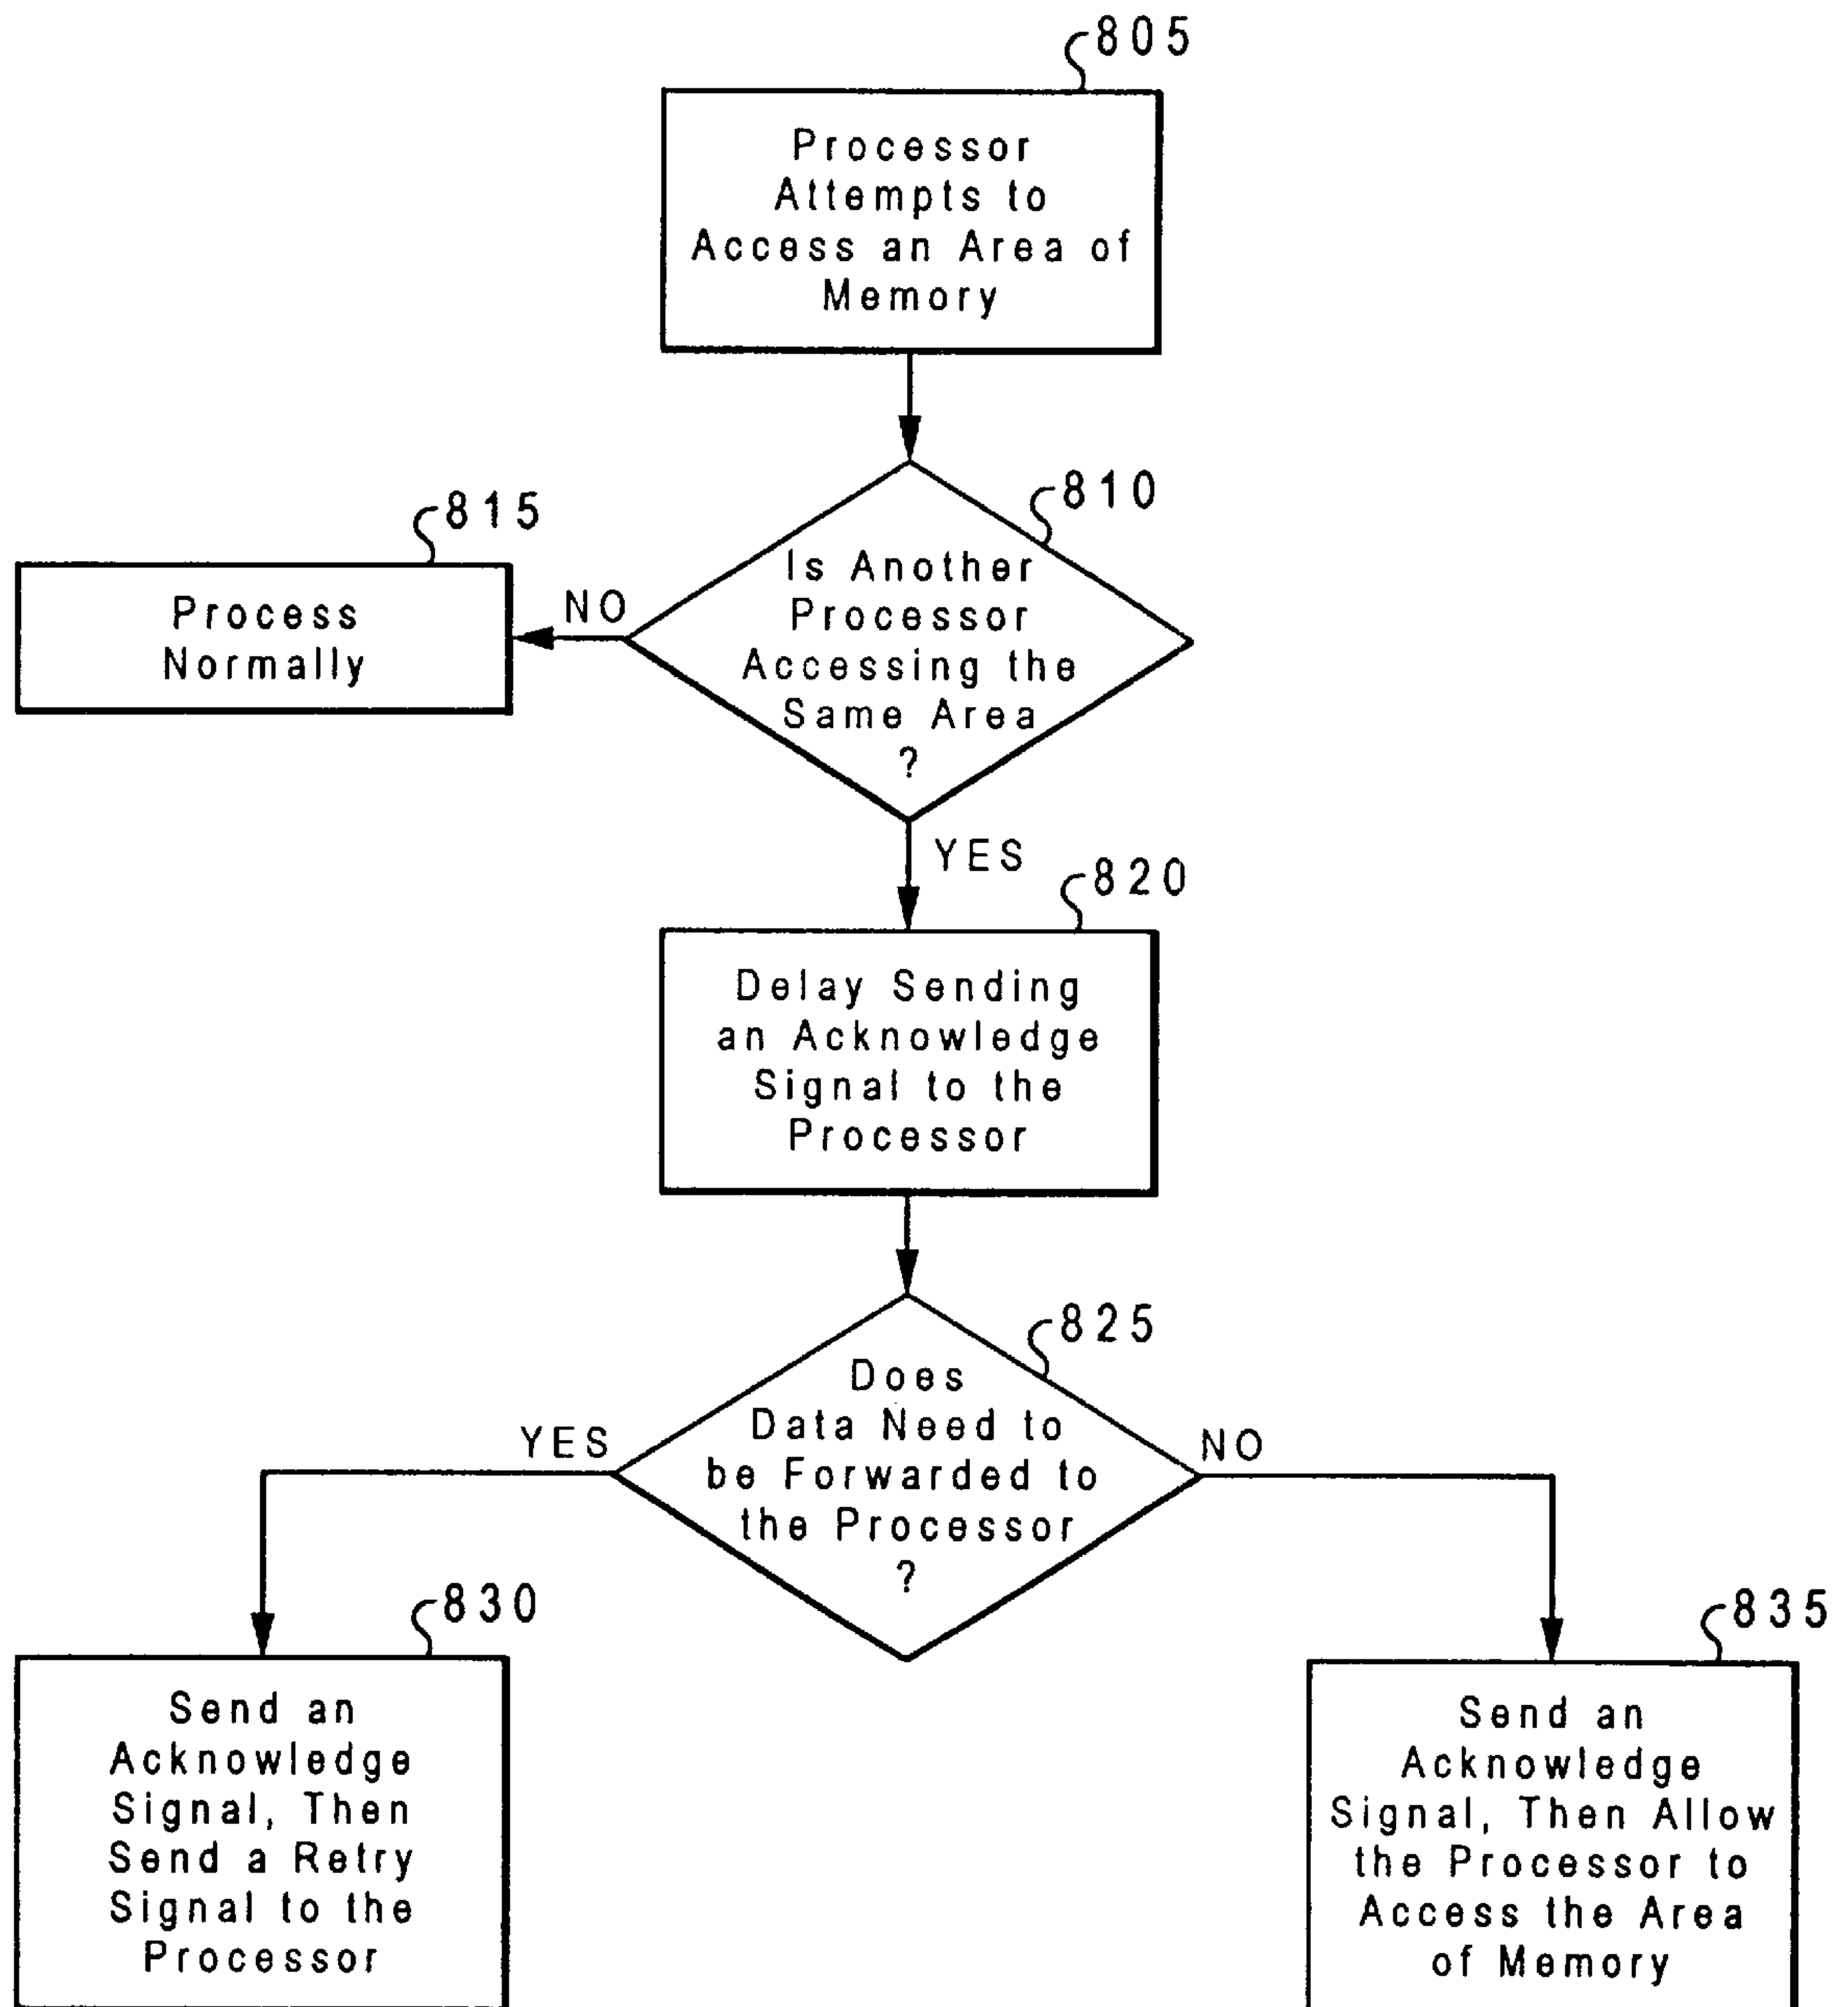 805
Processor
Attempts to
Access an Area of
Memory
810
Is Another
Processor
Accessing the
Same Area
?
NO
815
Process
Normally
YES
820
Delay Sending
an Acknowledge
Signal to the
Processor
825
Does
Data Need to
be Forwarded to
the Processor
?
YES
NO
830
Send an
Acknowledge
Signal, Then
Send a Retry
Signal to the
Processor
835
Send an
Acknowledge
Signal, Then Allow
the Processor to
Access the Area
of Memory